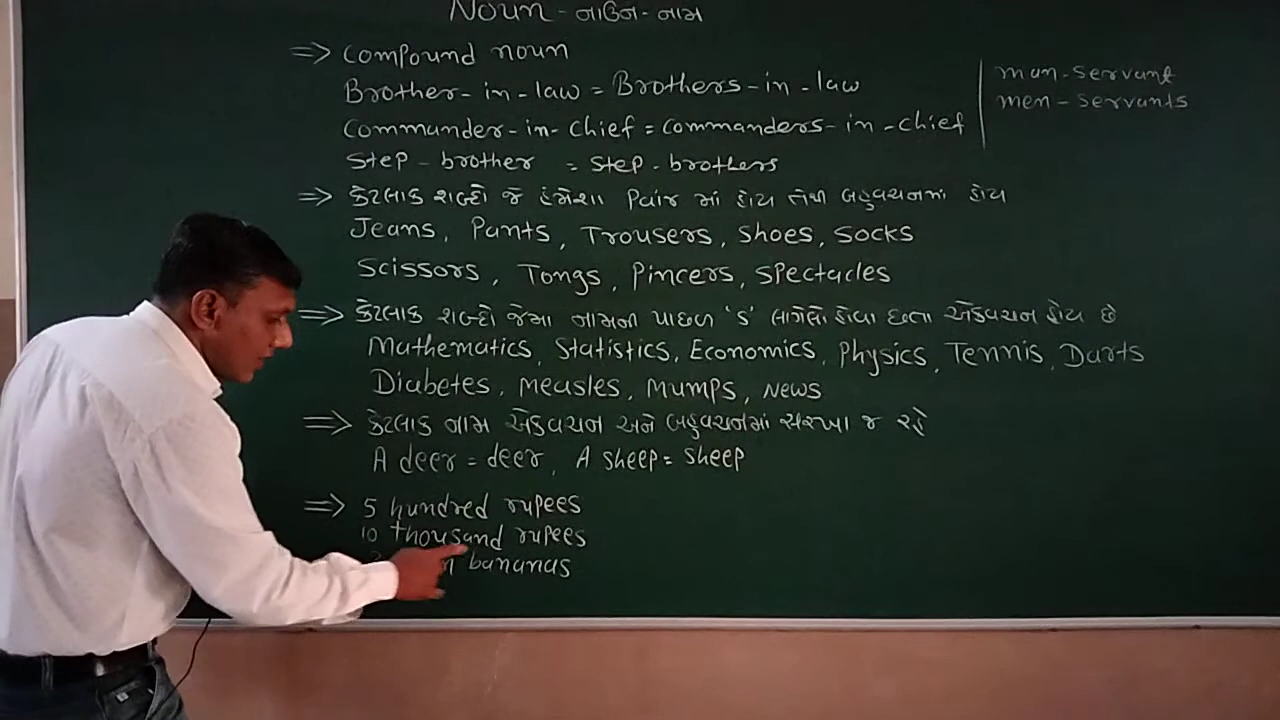 Noun - નાઉન - નામ
⇒ Compound noun
Brother-in-law = Brothers-in-law
Commander-in-chief = commanders-in-chief
Step-brother = step-brothers
man-servant
men-servants
⇒ કેટલાક શબ્દો જે હંમેશા Pair માં હોય તેથી બહુવચનમાં હોય
Jeans, Pants, Trousers, Shoes, Socks
Scissors, Tongs, Pincers, Spectacles
⇒ કેટલાક શબ્દો જેમા નામની પાછળ 'S' લાગેલો હોવા છતા એકવચન હોય છે
Mathematics, Statistics, Economics, Physics, Tennis, Darts
Diabetes, Measles, Mumps, News
⇒ કેટલાક નામ એકવચન અને બહુવચનમાં સરખા જ રહે
A deer = deer, A sheep = sheep
⇒ 5 hundred rupees
10 thousand rupees
bananas